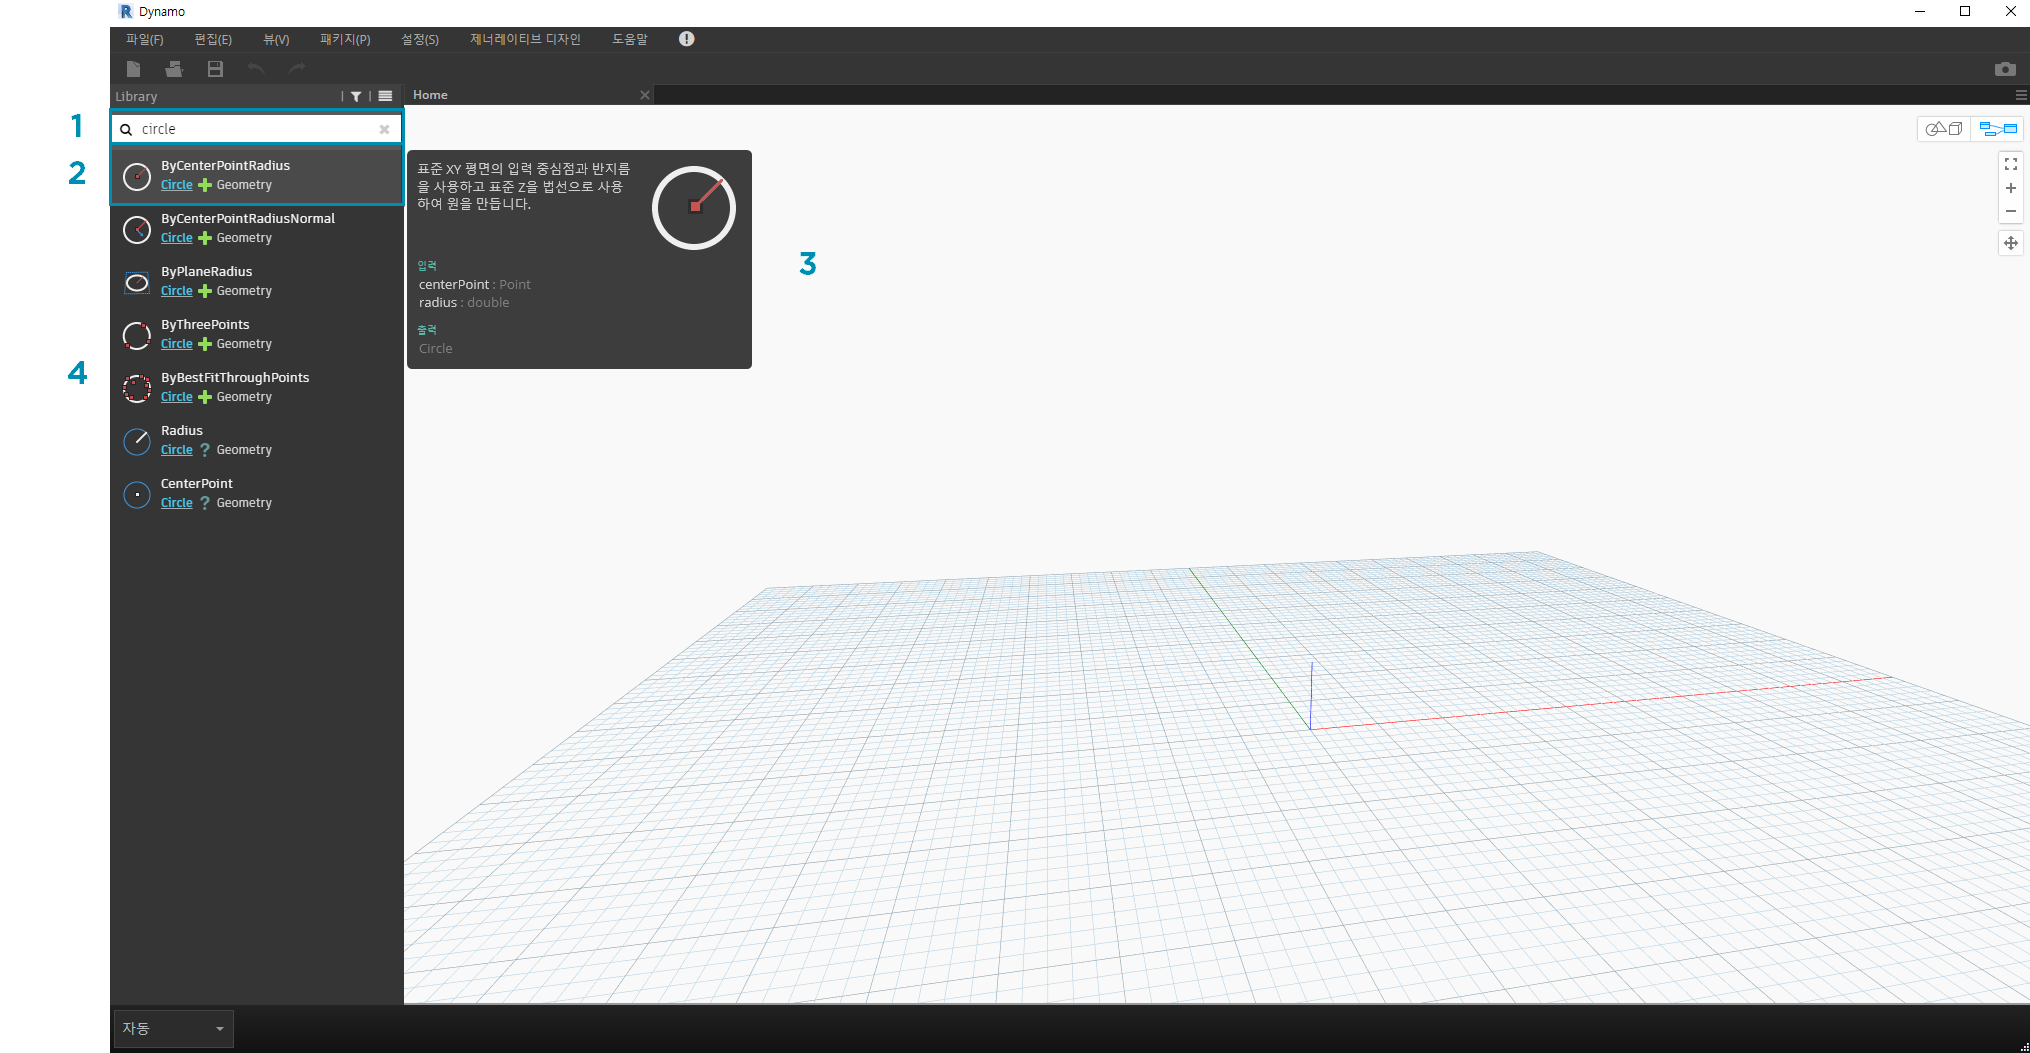 Dynamo
파일(F) 편집(E) 뷰(V) 패키지(P) 설정(S) 제너레이티브 디자인 도움말
Library
Home
1
circle
2
ByCenterPointRadius
Circle Geometry
ByCenterPointRadiusNormal
Circle Geometry
ByPlaneRadius
Circle Geometry
ByThreePoints
Circle Geometry
4
ByBestFitThroughPoints
Circle Geometry
Radius
Circle ? Geometry
CenterPoint
Circle ? Geometry
표준 XY 평면의 입력 중심점과 반지름
을 사용하고 표준 Z을 법선으로 사용
하여 원을 만듭니다.
입력
centerPoint : Point
radius : double
출력
Circle
3
자동